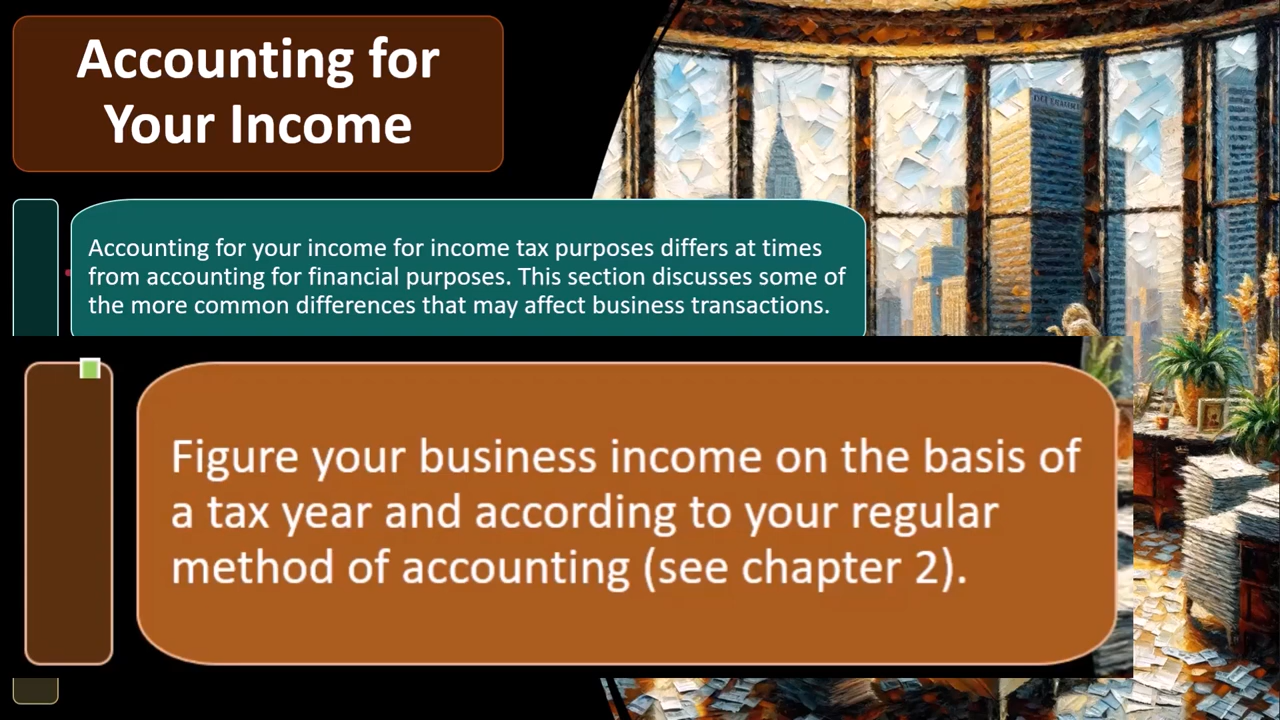 Accounting for
Your Income
Accounting for your income for income tax purposes differs at times
from accounting for financial purposes. This section discusses some of
the more common differences that may affect business transactions.
Figure your business income on the basis of
a tax year and according to your regular
method of accounting (see chapter 2).